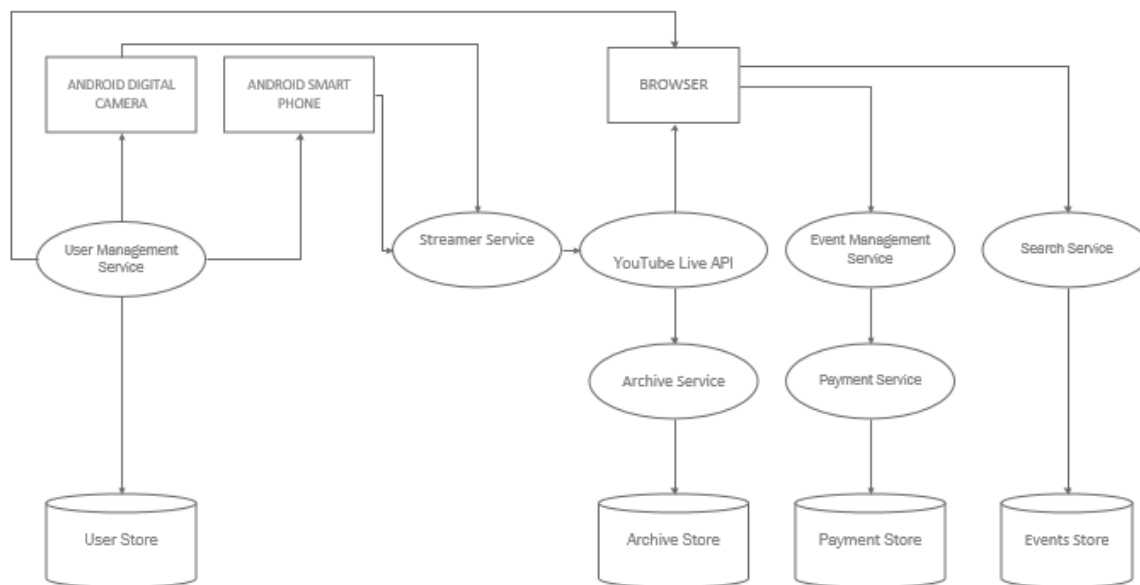 ANDROID DIGITAL
CAMERA
ANDROID SMART
PHONE
BROWSER
User Management
Service
Streamer Service
YouTube Live API
Event Management
Service
Search Service
Archive Service
Payment Service
User Store
Archive Store
Payment Store
Events Store